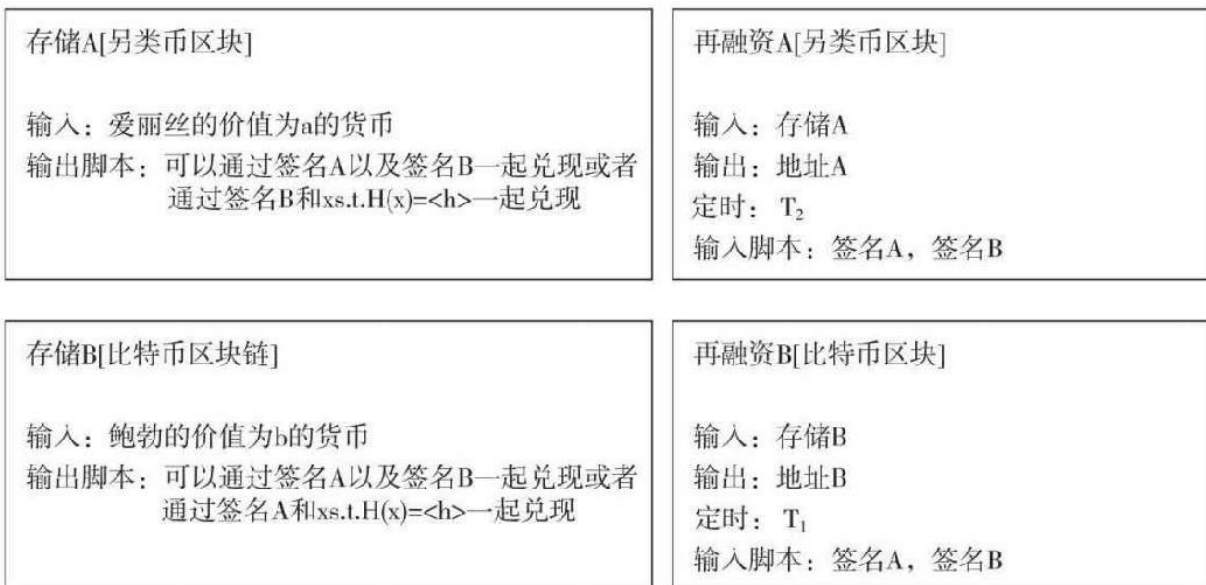 存储A[另类币区块]
输入：爱丽丝的价值为a的货币
输出脚本：可以通过签名A以及签名B一起兑现或者
通过签名B和xs.t.H(x)=<h>一起兑现
再融资A[另类币区块]
输入：存储A
输出：地址A
定时：T₂
输入脚本：签名A，签名B
存储B[比特币区块链]
输入：鲍勃的价值为b的货币
输出脚本：可以通过签名A以及签名B一起兑现或者
通过签名A和xs.t.H(x)=<h>一起兑现
再融资B[比特币区块]
输入：存储B
输出：地址B
定时：T₁
输入脚本：签名A，签名B